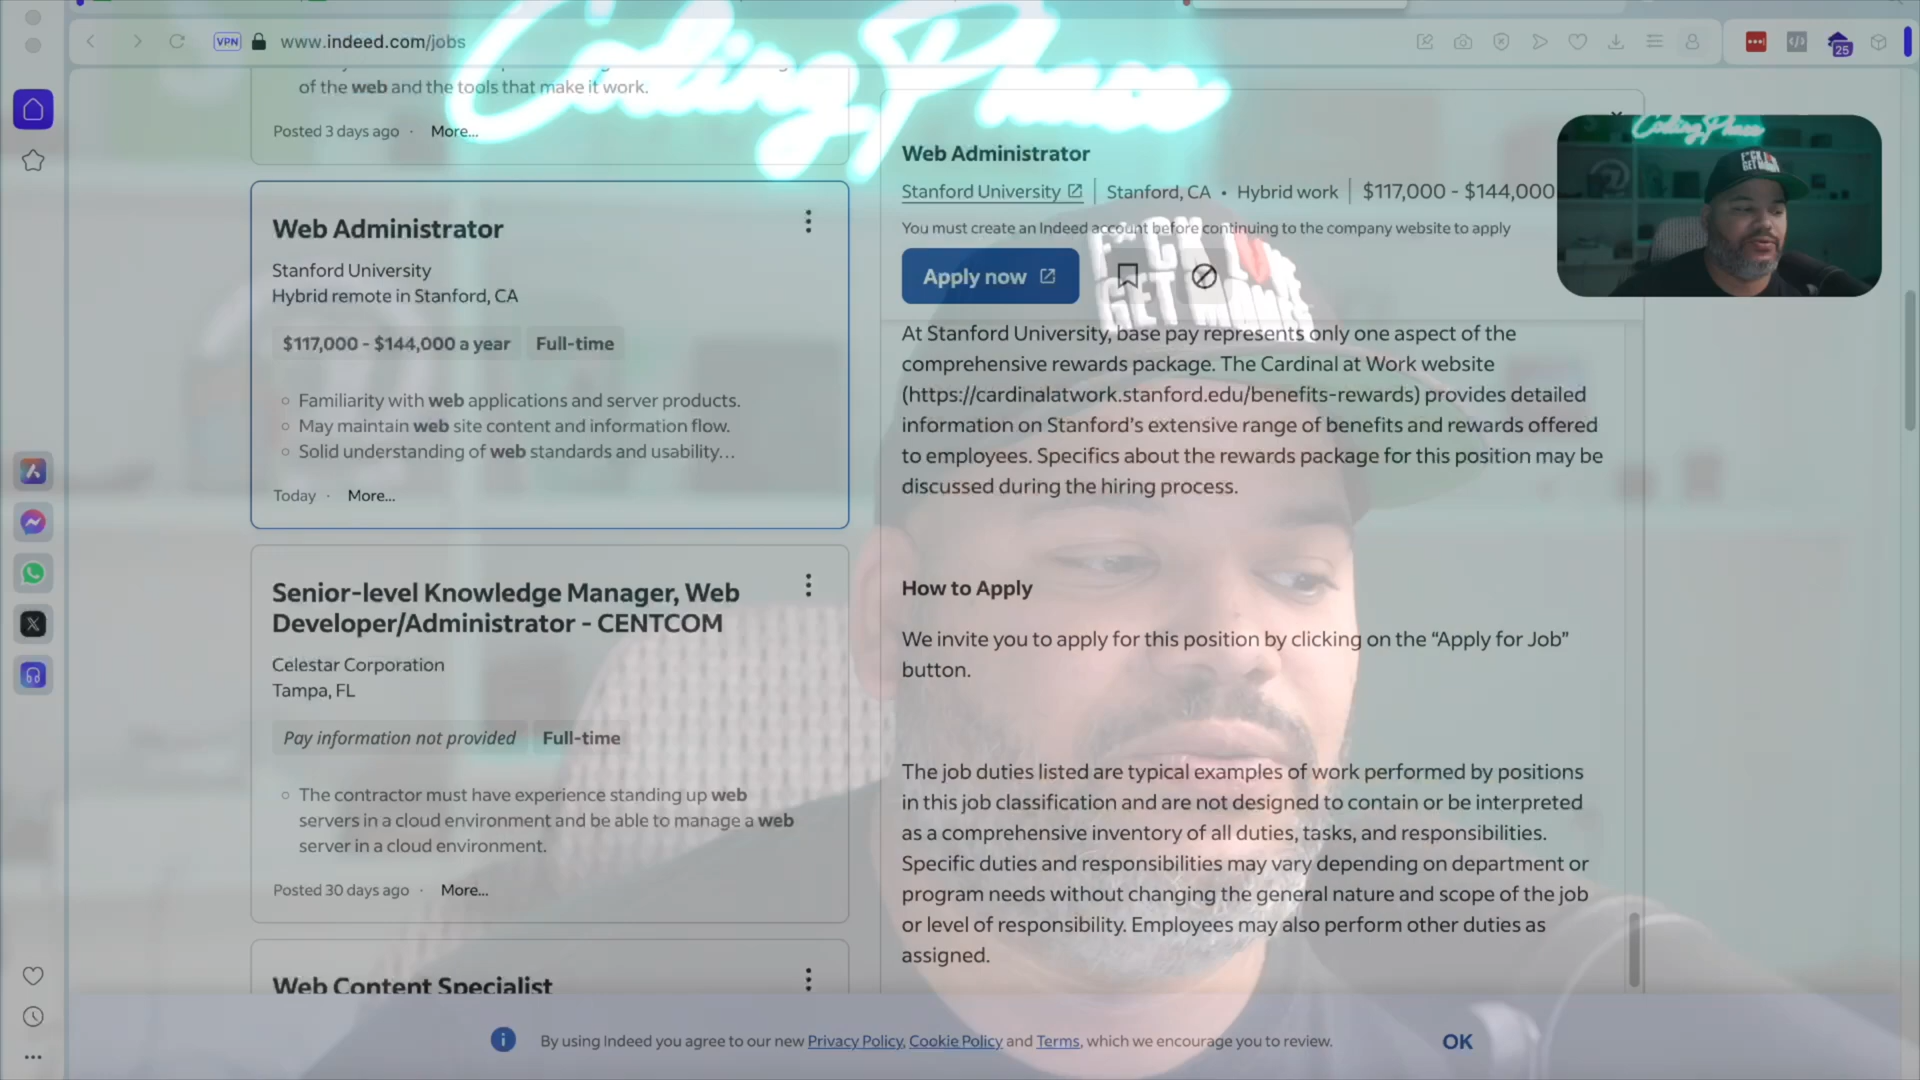 Coding Phase
VPN
www.indeed.com/jobs
25
of the web and the tools that make it work.
Posted 3 days ago · More...
Web Administrator
Stanford University
Hybrid remote in Stanford, CA
$117,000 - $144,000 a year
Full-time
Familiarity with web applications and server products.
May maintain web site content and information flow.
Solid understanding of web standards and usability...
Today · More...
Senior-level Knowledge Manager, Web
Developer/Administrator - CENTCOM
Celestar Corporation
Tampa, FL
Pay information not provided
Full-time
The contractor must have experience standing up web
servers in a cloud environment and be able to manage a web
server in a cloud environment.
Posted 30 days ago · More...
Web Content Specialist
Web Administrator
Stanford University | Stanford, CA • Hybrid work | $117,000 - $144,000
You must create an Indeed account before continuing to the company website to apply
Apply now
F*CK
GET MONEY
Coding Phase
F*CK
GET MONEY
At Stanford University, base pay represents only one aspect of the
comprehensive rewards package. The Cardinal at Work website
(https://cardinalatwork.stanford.edu/benefits-rewards) provides detailed
information on Stanford's extensive range of benefits and rewards offered
to employees. Specifics about the rewards package for this position may be
discussed during the hiring process.
How to Apply
We invite you to apply for this position by clicking on the “Apply for Job”
button.
The job duties listed are typical examples of work performed by positions
in this job classification and are not designed to contain or be interpreted
as a comprehensive inventory of all duties, tasks, and responsibilities.
Specific duties and responsibilities may vary depending on department or
program needs without changing the general nature and scope of the job
or level of responsibility. Employees may also perform other duties as
assigned.
By using Indeed you agree to our new Privacy Policy, Cookie Policy and Terms, which we encourage you to review.
OK